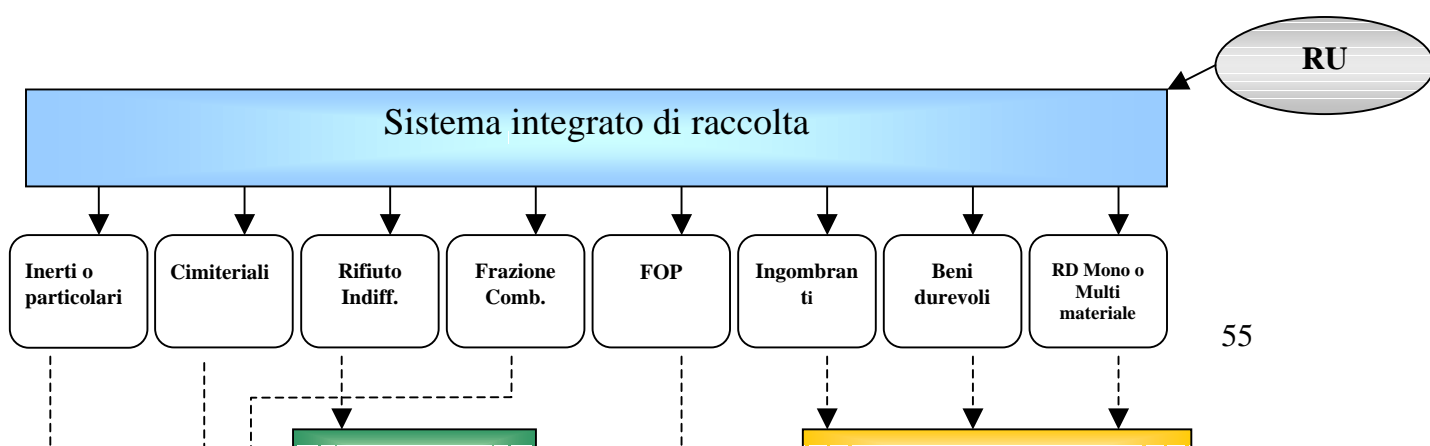 RU
Sistema integrato di raccolta
Inerti o
particolari
Cimiteriali
Rifiuto
Indiff.
Frazione
Comb.
FOP
Ingombran
ti
Beni
durevoli
RD Mono o
Multi
materiale
55